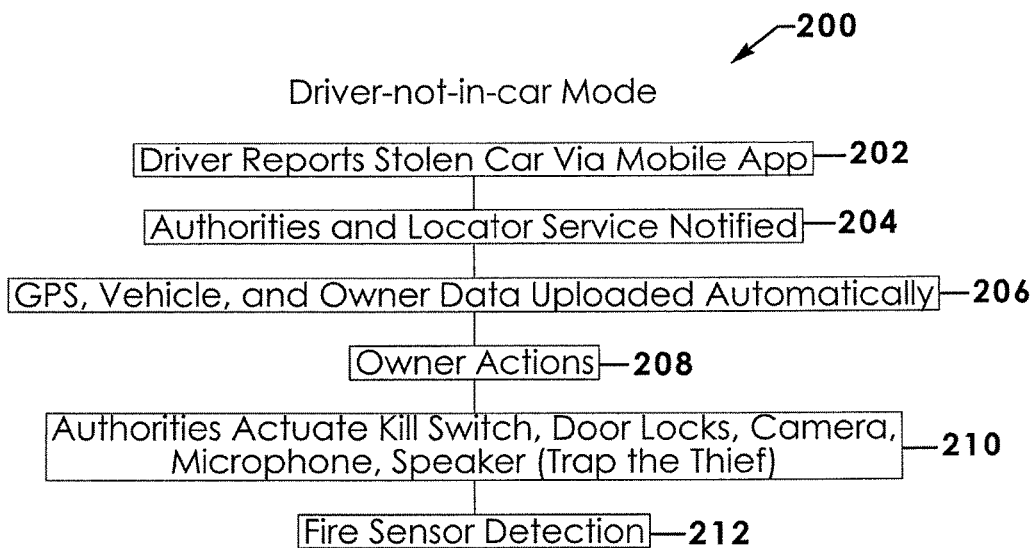 200
Driver-not-in-car Mode
Driver Reports Stolen Car Via Mobile App 202
Authorities and Locator Service Notified 204
GPS, Vehicle, and Owner Data Uploaded Automatically 206
Owner Actions 208
Authorities Actuate Kill Switch, Door Locks, Camera,
Microphone, Speaker (Trap the Thief) 210
Fire Sensor Detection 212